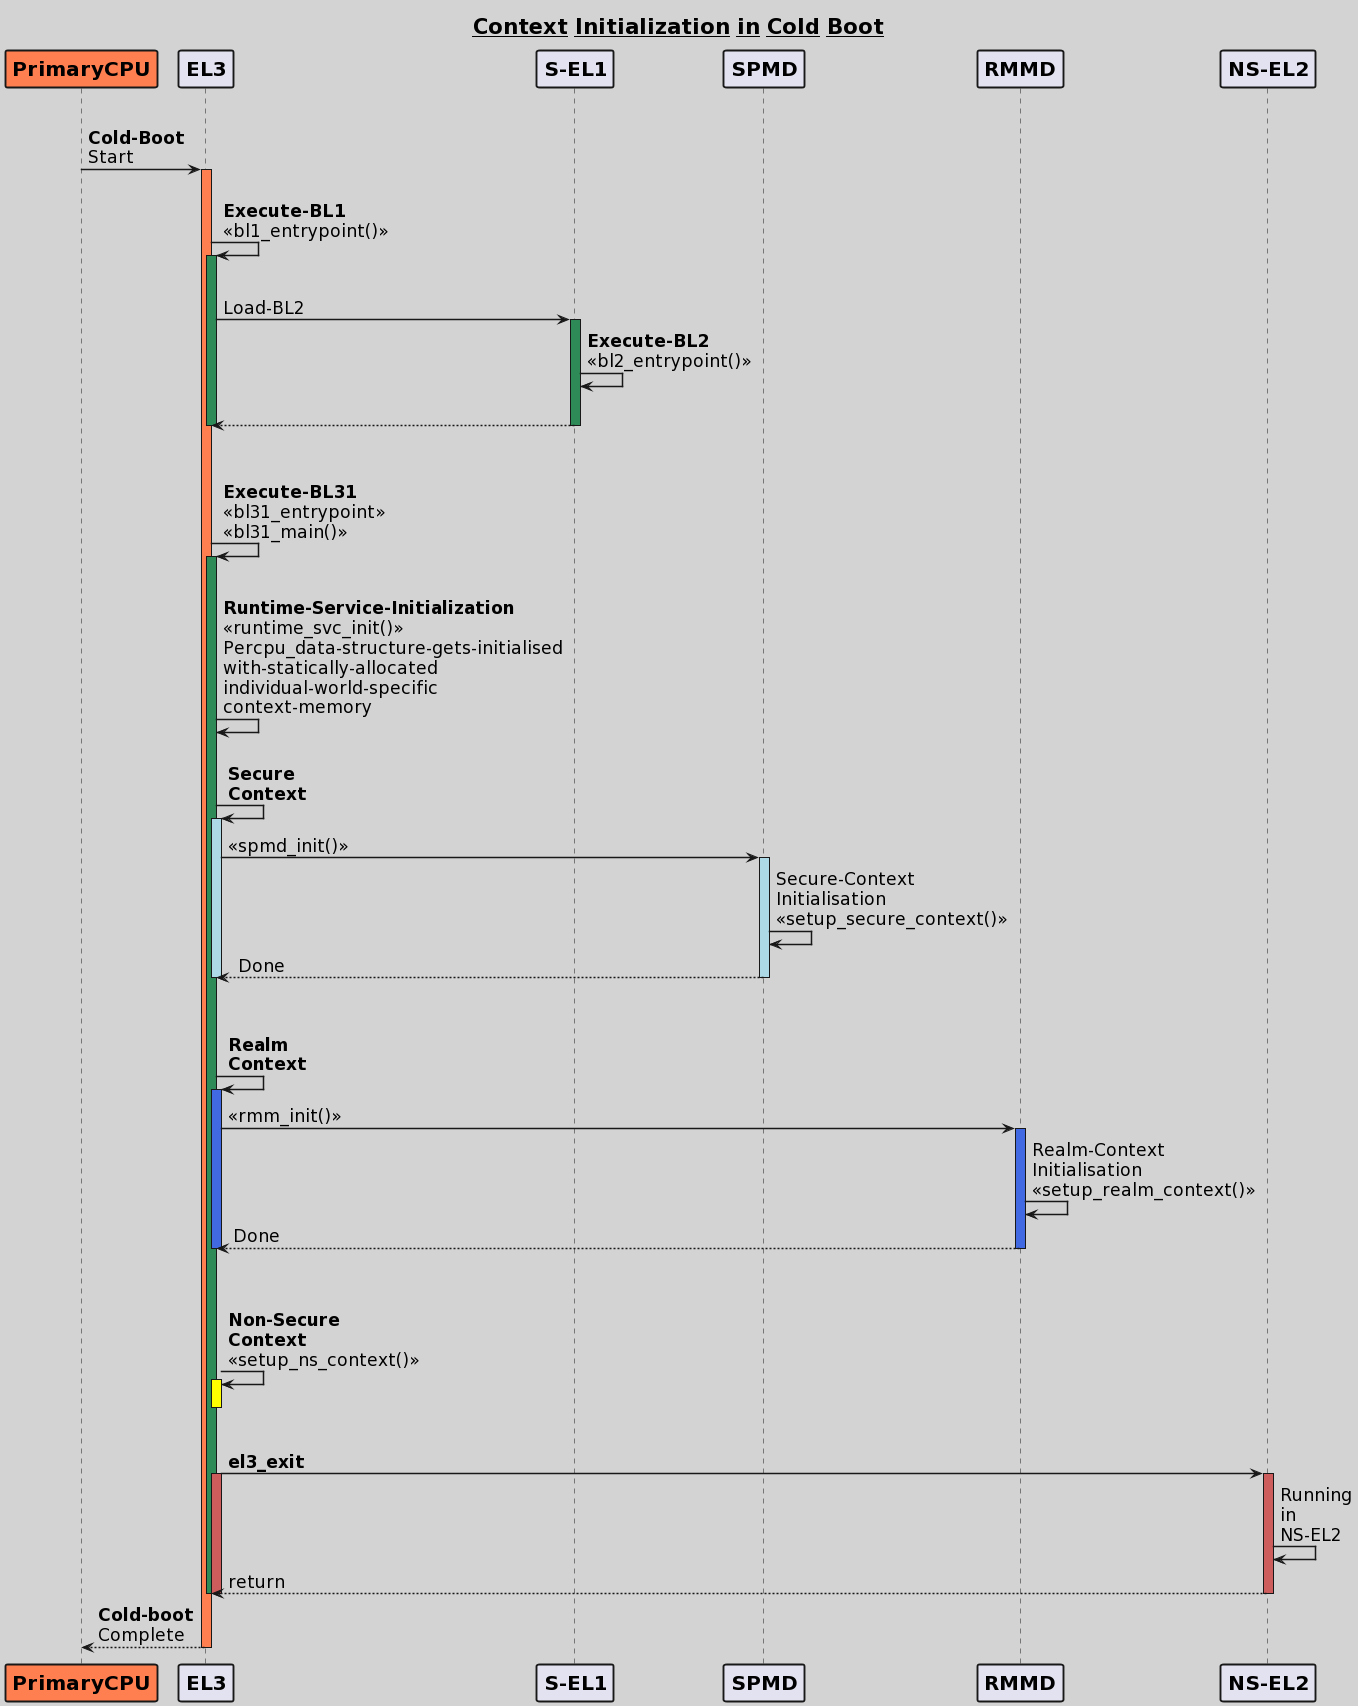 Context Initialization in Cold Boot
PrimaryCPU EL3 S-EL1 SPMD RMMD NS-EL2
Cold-Boot
Start
Execute-BL1
«bl1_entrypoint()»
Load-BL2
Execute-BL2
«bl2_entrypoint()»
Execute-BL31
«bl31_entrypoint»
«bl31_main()»
Runtime-Service-Initialization
«runtime_svc_init()»
Percpu_data-structure-gets-initialised
with-statically-allocated
individual-world-specific
context-memory
Secure
Context
«spmd_init()»
Secure-Context
Initialisation
«setup_secure_context()»
Done
Realm
Context
«rmm_init()»
Realm-Context
Initialisation
«setup_realm_context()»
Done
Non-Secure
Context
«setup_ns_context()»
el3_exit
Running
in
NS-EL2
return
Cold-boot
Complete
PrimaryCPU EL3 S-EL1 SPMD RMMD NS-EL2